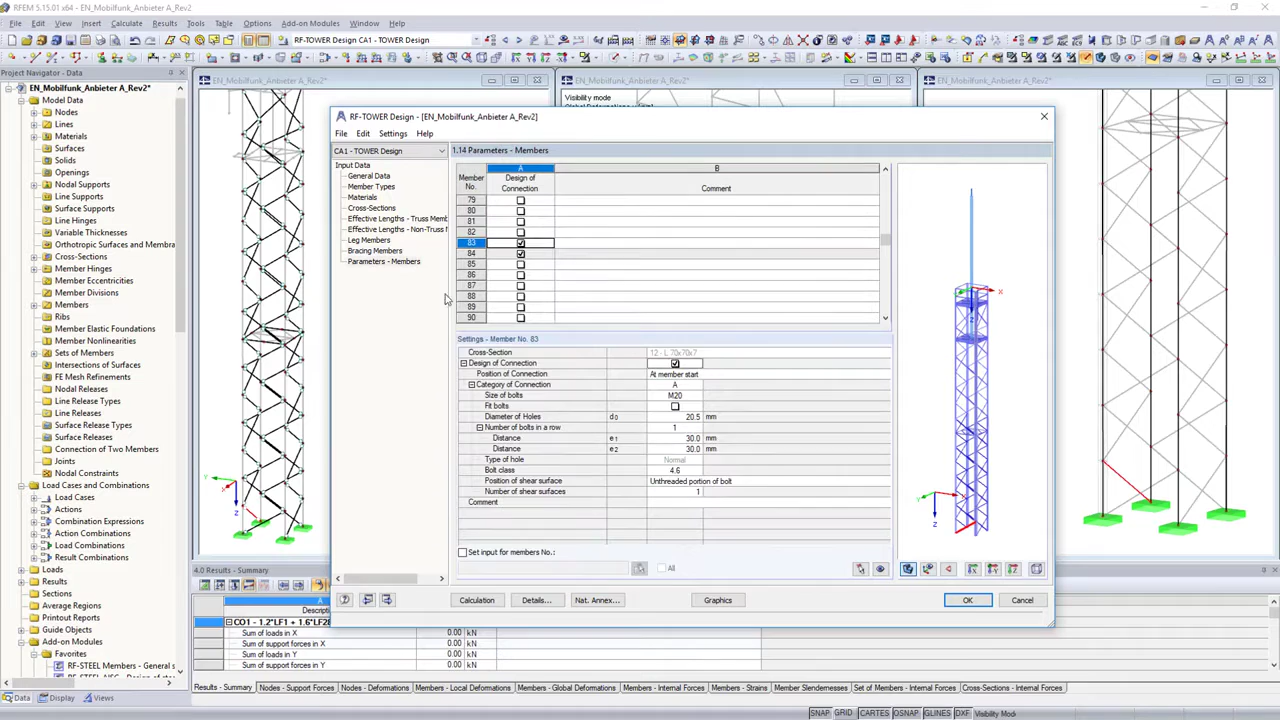 RFEM 5.15.01 x64 - [EN_Mobilfunk_Anbieter A_Rev2*]
File Edit View Insert Calculate Results Tools Table Options Add-on Modules Window Help
RF-TOWER Design CA1 - TOWER Design
Project Navigator - Data
EN_Mobilfunk_Anbieter A_Rev2*
Model Data
Nodes
Lines
Materials
Surfaces
Solids
Openings
Nodal Supports
Line Supports
Surface Supports
Line Hinges
Variable Thicknesses
Orthotropic Surfaces and Membra
Cross-Sections
Member Hinges
Member Eccentricities
Member Divisions
Members
Ribs
Member Elastic Foundations
Member Nonlinearities
Sets of Members
Intersections of Surfaces
FE Mesh Refinements
Nodal Releases
Line Release Types
Line Releases
Surface Release Types
Surface Releases
Connection of Two Members
Joints
Nodal Constraints
Load Cases and Combinations
Load Cases
Actions
Combination Expressions
Action Combinations
Load Combinations
Result Combinations
Loads
Results
Sections
Average Regions
Printout Reports
Guide Objects
Add-on Modules
Favorites
RF-STEEL Members - General s
Data Display Views
EN_Mobilfunk_Anbieter A_Rev2*
EN_Mobilfunk_Anbieter A_Rev2*
Visibility mode
EN_Mobilfunk_Anbieter A_Rev2*
RF-TOWER Design - [EN_Mobilfunk_Anbieter A_Rev2*]
File Edit Settings Help
CA1 - TOWER Design
1.14 Parameters - Members
Input Data
General Data
Member Types
Materials
Cross-Sections
Effective Lengths - Truss Memb
Effective Lengths - Non-Truss M
Leg Members
Bracing Members
Parameters - Members
A B
Member No. Design of Connection Comment
79
80
81
82
83
84
85
86
87
88
89
90
Settings - Member No. 83
Cross-Section 12 - L 70x70x7
Design of Connection
Position of Connection At member start
Category of Connection A
Size of bolts M20
Fit bolts
Diameter of Holes d0 20.5 mm
Number of bolts in a row 1
Distance e1 30.0 mm
Distance e2 30.0 mm
Type of hole Normal
Bolt class 4.6
Position of shear surface Unthreaded portion of bolt
Number of shear surfaces 1
Comment
Set input for members No.:
All
Calculation Details... Nat. Annex... Graphics OK Cancel
4.0 Results - Summary
A
Descripti
CO1 - 1.2*LF1 + 1.6*LF2
Sum of loads in X 0.00 kN
Sum of support forces in X 0.00 kN
Sum of loads in Y 0.00 kN
Sum of support forces in Y 0.00 kN
Results - Summary Nodes - Support Forces Nodes - Deformations Members - Local Deformations Members - Global Deformations Members - Internal Forces Members - Strains Member Slendernesses Set of Members - Internal Forces Cross-Sections - Internal Forces
SNAP GRID CARTES OSNAP GLINES DXF Visibility Mod